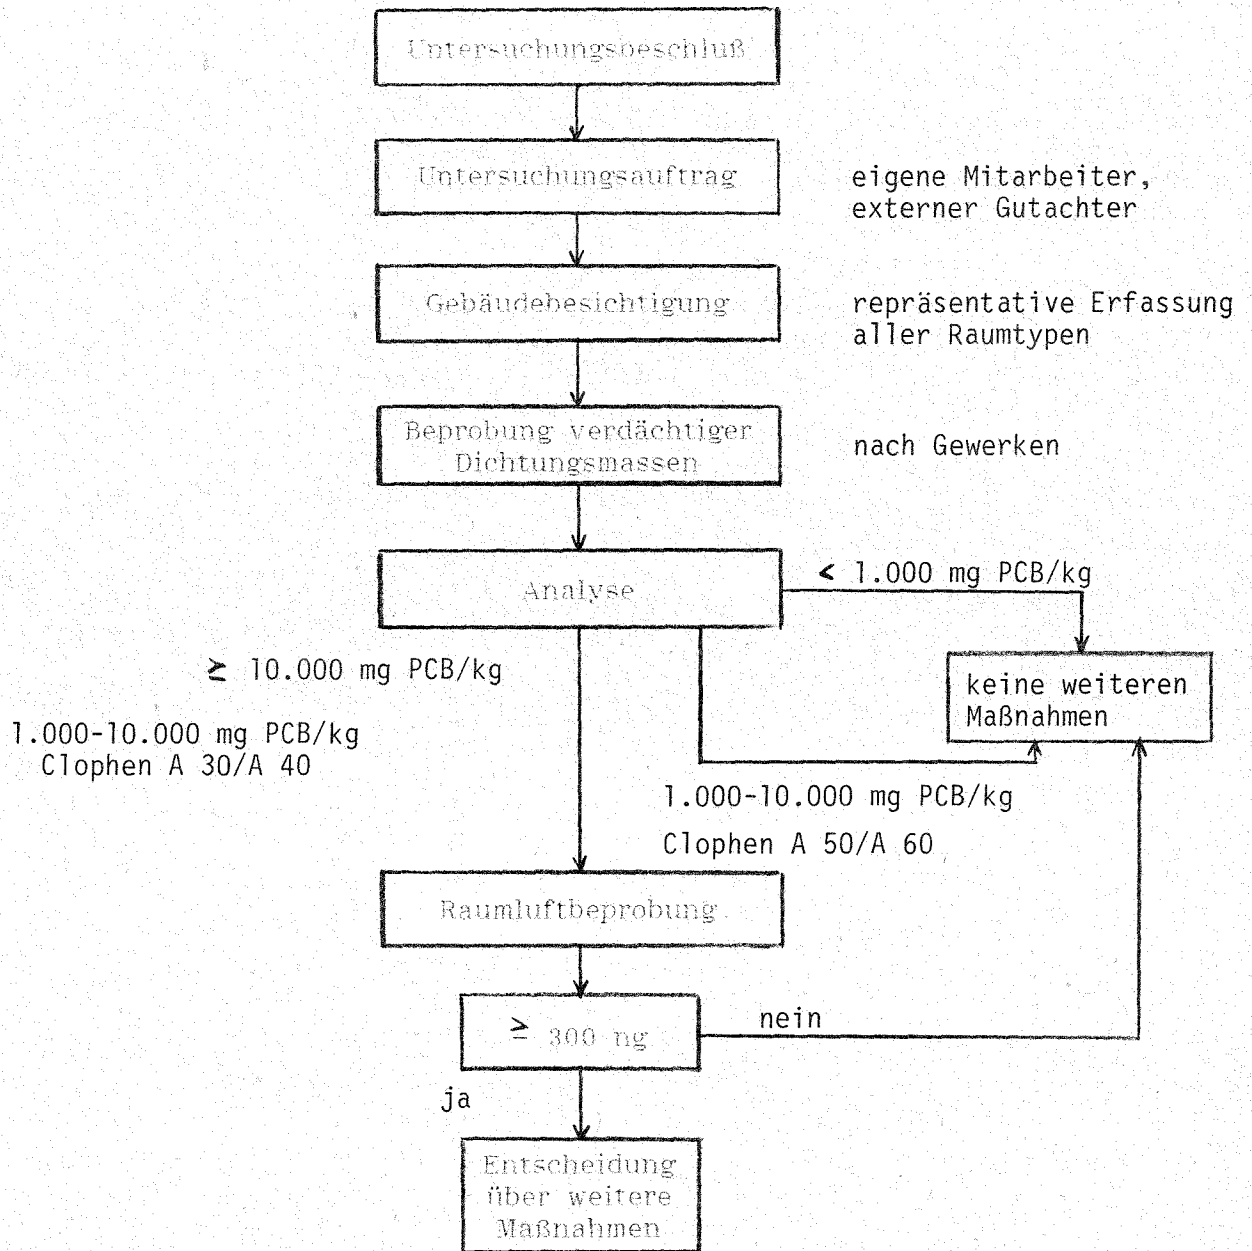 Untersuchungsbeschluß
Untersuchungsauftrag
eigene Mitarbeiter,
externer Gutachter
Gebäudebesichtigung
repräsentative Erfassung
aller Raumtypen
Beprobung verdächtiger
Dichtungsmassen
nach Gewerken
Analyse
< 1.000 mg PCB/kg
≥ 10.000 mg PCB/kg
1.000-10.000 mg PCB/kg
Clophen A 30/A 40
keine weiteren
Maßnahmen
1.000-10.000 mg PCB/kg
Clophen A 50/A 60
Raumluftbeprobung
≥ 300 ng
nein
ja
Entscheidung
über weitere
Maßnahmen